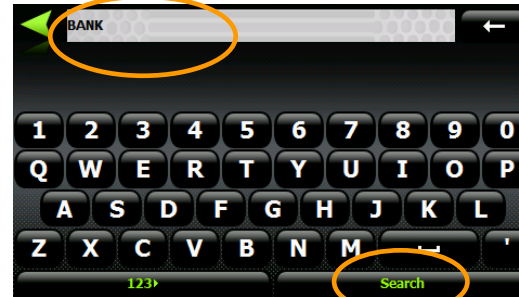 BANK
1 2 3 4 5 6 7 8 9 0
Q W E R T Y U I O P
A S D F G H J K L
Z X C V B N M '
123
Search